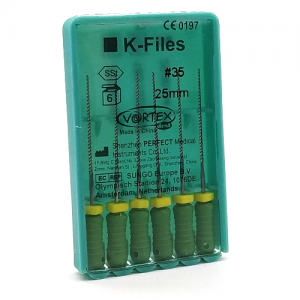 CE 0197
K-Files
SSt
#35
6
25mm
VORTEX
Made in China
Shenzhen PERFECT Medical
Instruments Co., Ltd
EC REP SUNGO Europe B.V.
Olympisch Stadion 24, 1076DE
Amsterdam, Netherlands